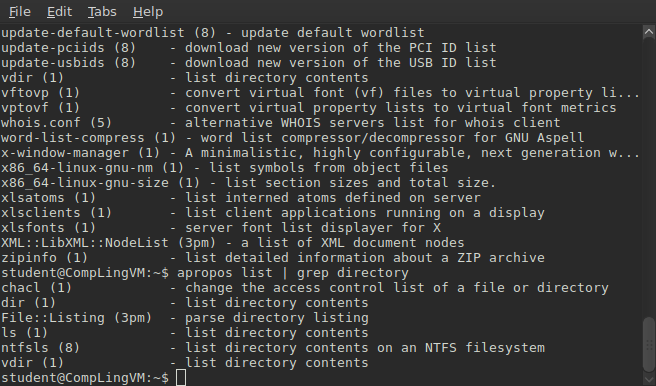 File Edit Tabs Help
update-default-wordlist (8) - update default wordlist
update-pciids (8)    - download new version of the PCI ID list
update-usbids (8)    - download new version of the USB ID list
vdir (1)             - list directory contents
vftovp (1)           - convert virtual font (vf) files to virtual property li...
vptovf (1)           - convert virtual property lists to virtual font metrics
whois.conf (5)       - alternative WHOIS servers list for whois client
word-list-compress (1) - word list compressor/decompressor for GNU Aspell
x-window-manager (1) - A minimalistic, highly configurable, next generation w...
x86_64-linux-gnu-nm (1) - list symbols from object files
x86_64-linux-gnu-size (1) - list section sizes and total size.
xlsatoms (1)         - list interned atoms defined on server
xlsclients (1)       - list client applications running on a display
xlsfonts (1)         - server font list displayer for X
XML::LibXML::NodeList (3pm) - a list of XML document nodes
zipinfo (1)          - list detailed information about a ZIP archive
student@CompLingVM:~$ apropos list | grep directory
chacl (1)            - change the access control list of a file or directory
dir (1)              - list directory contents
File::Listing (3pm)  - parse directory listing
ls (1)               - list directory contents
ntfsls (8)           - list directory contents on an NTFS filesystem
vdir (1)             - list directory contents
student@CompLingVM:~$